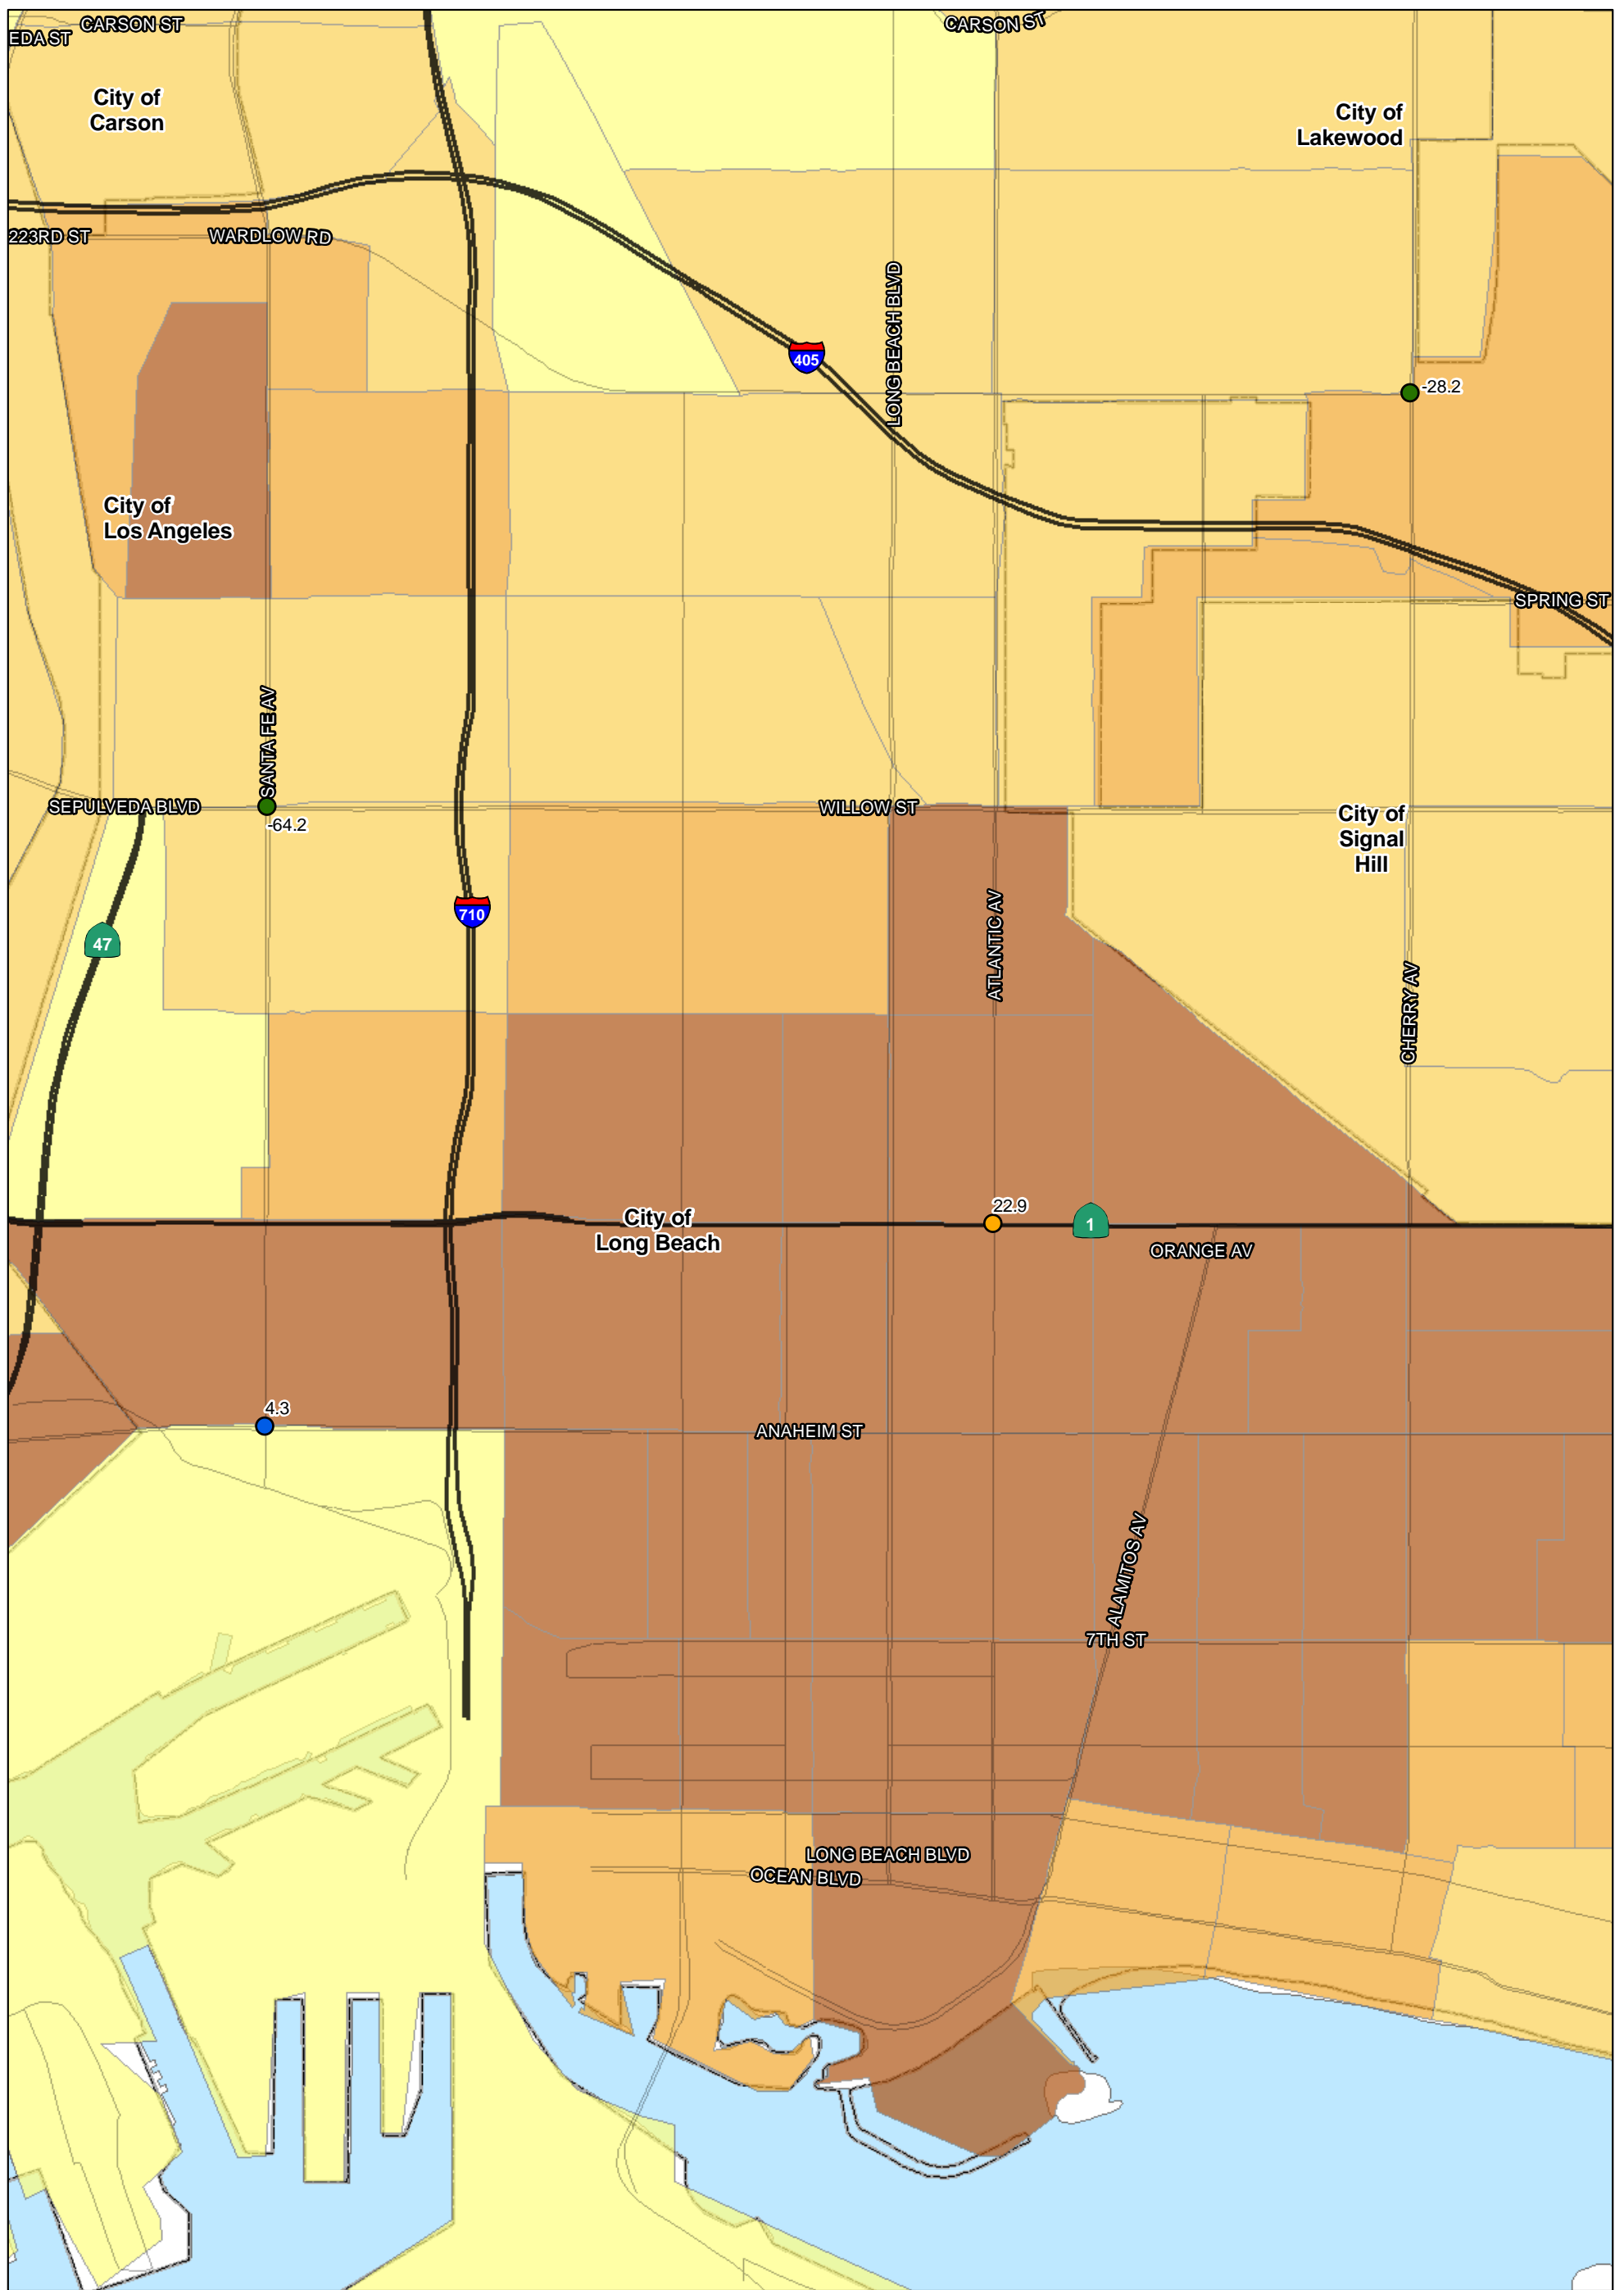 CARSON ST
CARSON ST
EDA ST
City of
Carson
City of
Lakewood
223RD ST
WARDLOW RD
LONG BEACH BLVD
405
-28.2
City of
Los Angeles
SPRING ST
SANTA FE AV
SEPULVEDA BLVD
WILLOW ST
-64.2
City of
Signal
Hill
710
47
ATLANTIC AV
CHERRY AV
22.9
1
City of
Long Beach
ORANGE AV
4.3
ANAHEIM ST
ALAMITOS AV
7TH ST
LONG BEACH BLVD
OCEAN BLVD